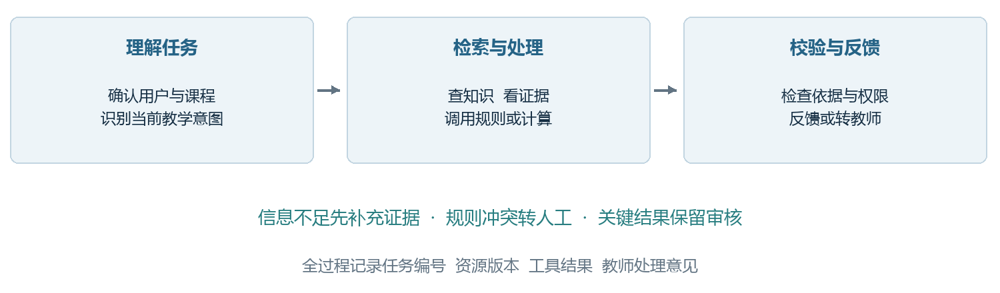 理解任务
确认用户与课程
识别当前教学意图
检索与处理
查知识 看证据
调用规则或计算
校验与反馈
检查依据与权限
反馈或转教师
信息不足先补充证据 · 规则冲突转人工 · 关键结果保留审核
全过程记录任务编号 资源版本 工具结果 教师处理意见